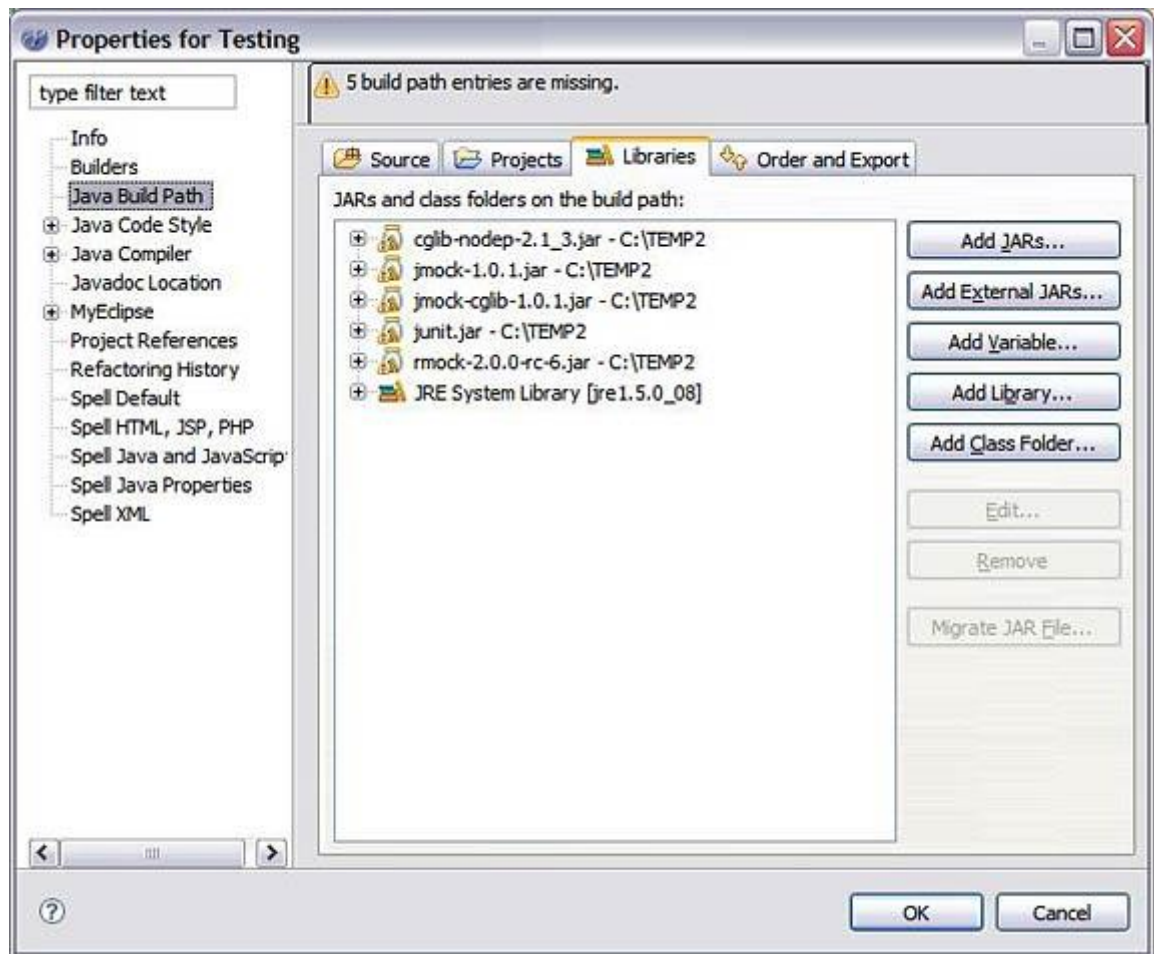 Properties for Testing
type filter text
5 build path entries are missing.
Info
Builders
Java Build Path
Java Code Style
Java Compiler
Javadoc Location
MyEclipse
Project References
Refactoring History
Spell Default
Spell HTML, JSP, PHP
Spell Java and JavaScrip
Spell Java Properties
Spell XML
Source
Projects
Libraries
Order and Export
JARs and class folders on the build path:
cglib-nodep-2.1_3.jar - C:\TEMP2
jmock-1.0.1.jar - C:\TEMP2
jmock-cglib-1.0.1.jar - C:\TEMP2
junit.jar - C:\TEMP2
rmock-2.0.0-rc-6.jar - C:\TEMP2
JRE System Library [jre1.5.0_08]
Add JARs...
Add External JARs...
Add Variable...
Add Library...
Add Class Folder...
Edit...
Remove
Migrate JAR File...
OK
Cancel